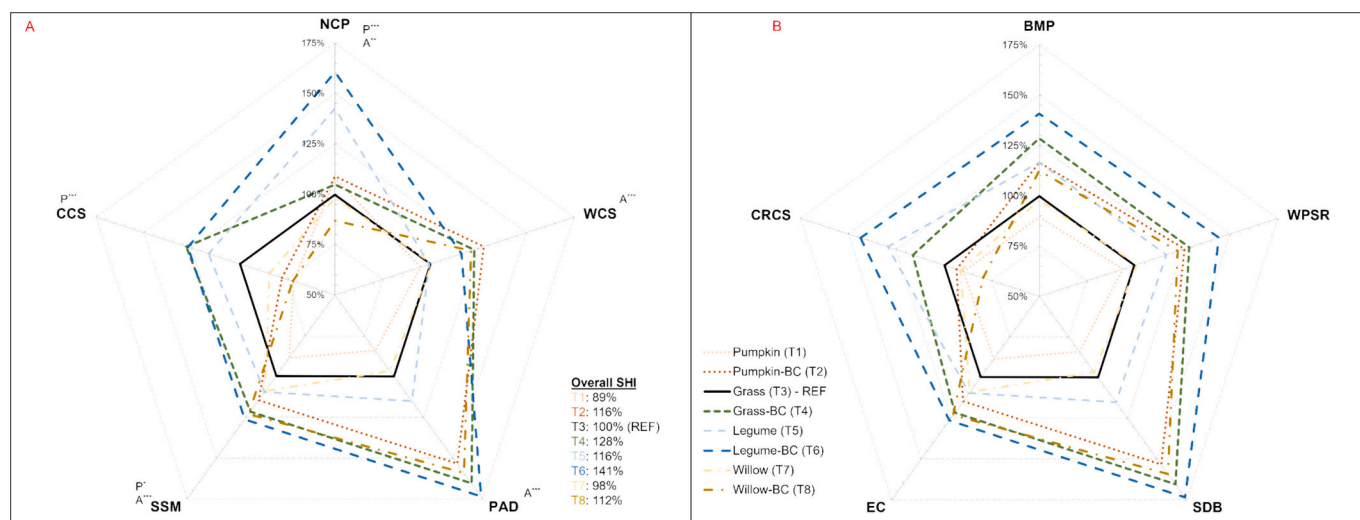 A
NCP
P***
A**
175%
150%
125%
100%
75%
50%
P***
CCS
A***
WCS
P*
A***
SSM
A***
PAD
Overall SHI
T1: 89%
T2: 116%
T3: 100% (REF)
T4: 128%
T5: 116%
T6: 141%
T7: 98%
T8: 112%
B
BMP
175%
150%
125%
100%
75%
50%
CRCS
WPSR
Pumpkin (T1)
Pumpkin-BC (T2)
Grass (T3) - REF
Grass-BC (T4)
Legume (T5)
Legume-BC (T6)
Willow (T7)
Willow-BC (T8)
EC
SDB